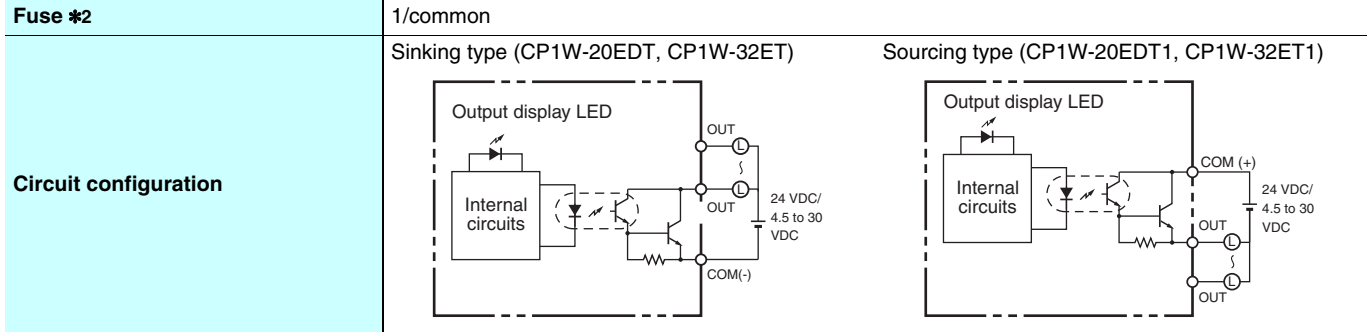 Fuse *2
1/common
Circuit configuration
Sinking type (CP1W-20EDT, CP1W-32ET)
Output display LED
Internal
circuits
OUT
L
L
OUT
24 VDC/
4.5 to 30
VDC
COM(-)
Sourcing type (CP1W-20EDT1, CP1W-32ET1)
Output display LED
Internal
circuits
COM (+)
24 VDC/
4.5 to 30
VDC
OUT
L
L
OUT